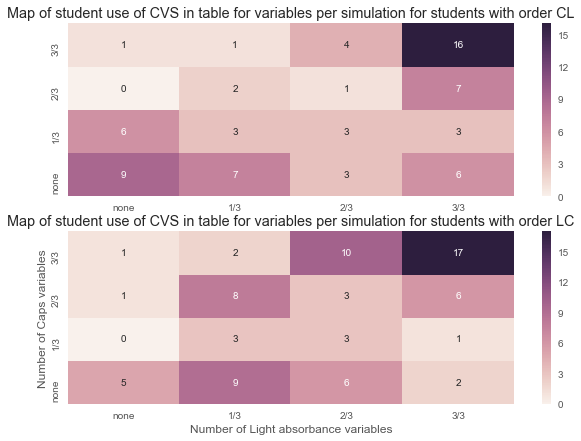 Map of student use of CVS in table for variables per simulation for students with order CL
3/3 1 1 4 16
2/3 0 2 1 7
1/3 6 3 3 3
none 9 7 3 6
none 1/3 2/3 3/3
15
12
9
6
3
0
Map of student use of CVS in table for variables per simulation for students with order LC
Number of Caps variables
3/3 1 2 10 17
2/3 1 8 3 6
1/3 0 3 3 1
none 5 9 6 2
none 1/3 2/3 3/3
Number of Light absorbance variables
15
12
9
6
3
0